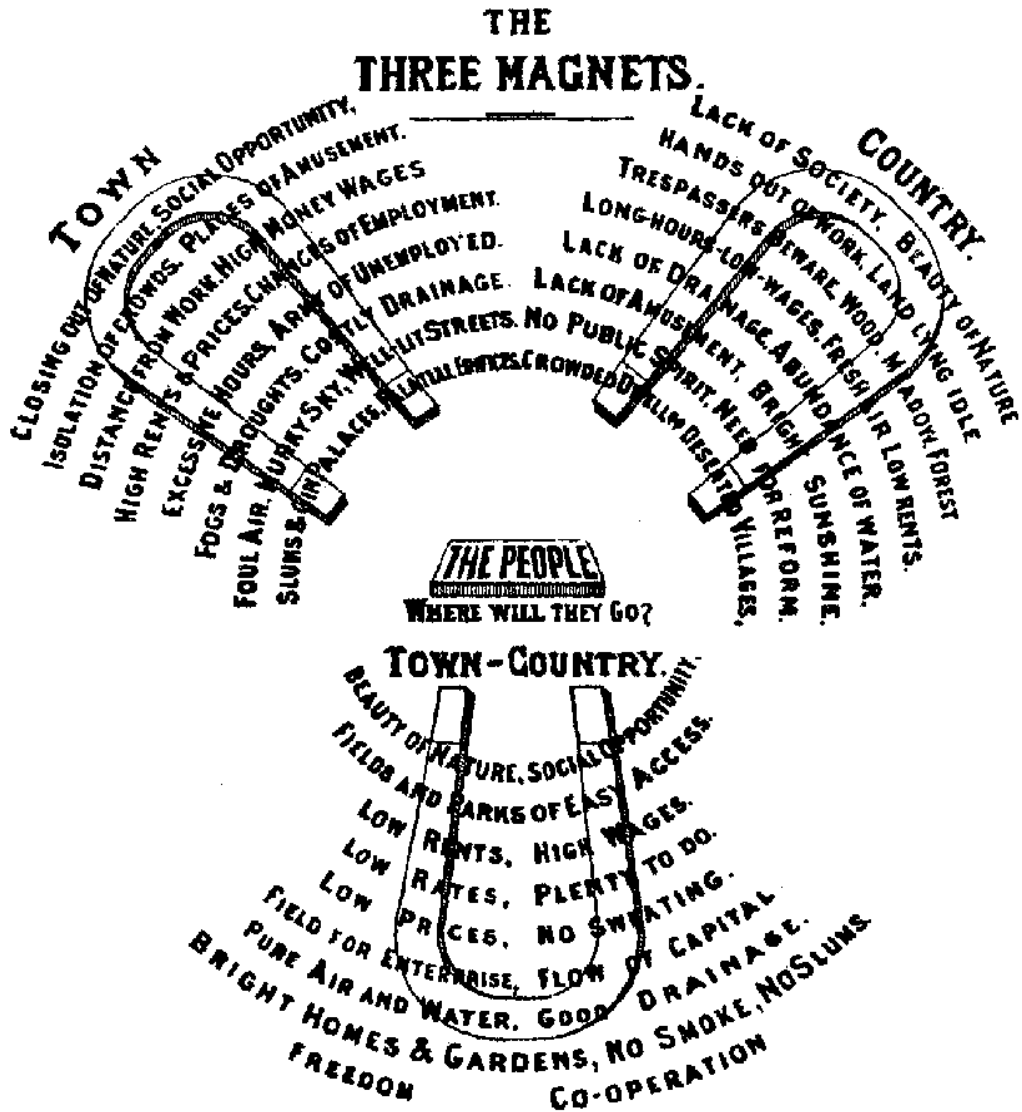 THE
THREE MAGNETS.
TOWN
CLOSING OUT OF NATURE. SOCIAL OPPORTUNITY.
ISOLATION OF CROWDS. PLACES OF AMUSEMENT.
DISTANCE FROM WORK. HIGH MONEY WAGES
HIGH RENTS & PRICES. CHANCES OF EMPLOYMENT.
EXCESSIVE HOURS. ARMY OF UNEMPLOYED.
FOGS & DROUGHTS. COSTLY DRAINAGE.
FOUL AIR. MURKY SKY. WELL-LIT STREETS.
SLUMS & GIN PALACES. PALATIAL EDIFICES.
COUNTRY.
LACK OF SOCIETY. BEAUTY OF NATURE
HANDS OUT OF WORK. LAND LYING IDLE
TRESPASSERS BEWARE. WOOD, MEADOW, FOREST
LONG-HOURS-LOW-WAGES. FRESH AIR LOW RENTS.
LACK OF DRAINAGE. ABUNDANCE OF WATER.
LACK OF AMUSEMENT. BRIGHT SUNSHINE.
NO PUBLIC SPIRIT. NEED FOR REFORM.
CROWDED DESERTED VILLAGES,
THE PEOPLE
WHERE WILL THEY GO?
TOWN-COUNTRY.
BEAUTY OF NATURE, SOCIAL OPPORTUNITY.
FIELDS AND PARKS OF EASY ACCESS.
LOW RENTS, HIGH WAGES.
LOW RATES, PLENTY TO DO.
LOW PRICES, NO SWEATING.
FIELD FOR ENTERPRISE, FLOW OF CAPITAL
PURE AIR AND WATER. GOOD DRAINAGE.
BRIGHT HOMES & GARDENS, NO SMOKE, NO SLUMS.
FREEDOM CO-OPERATION